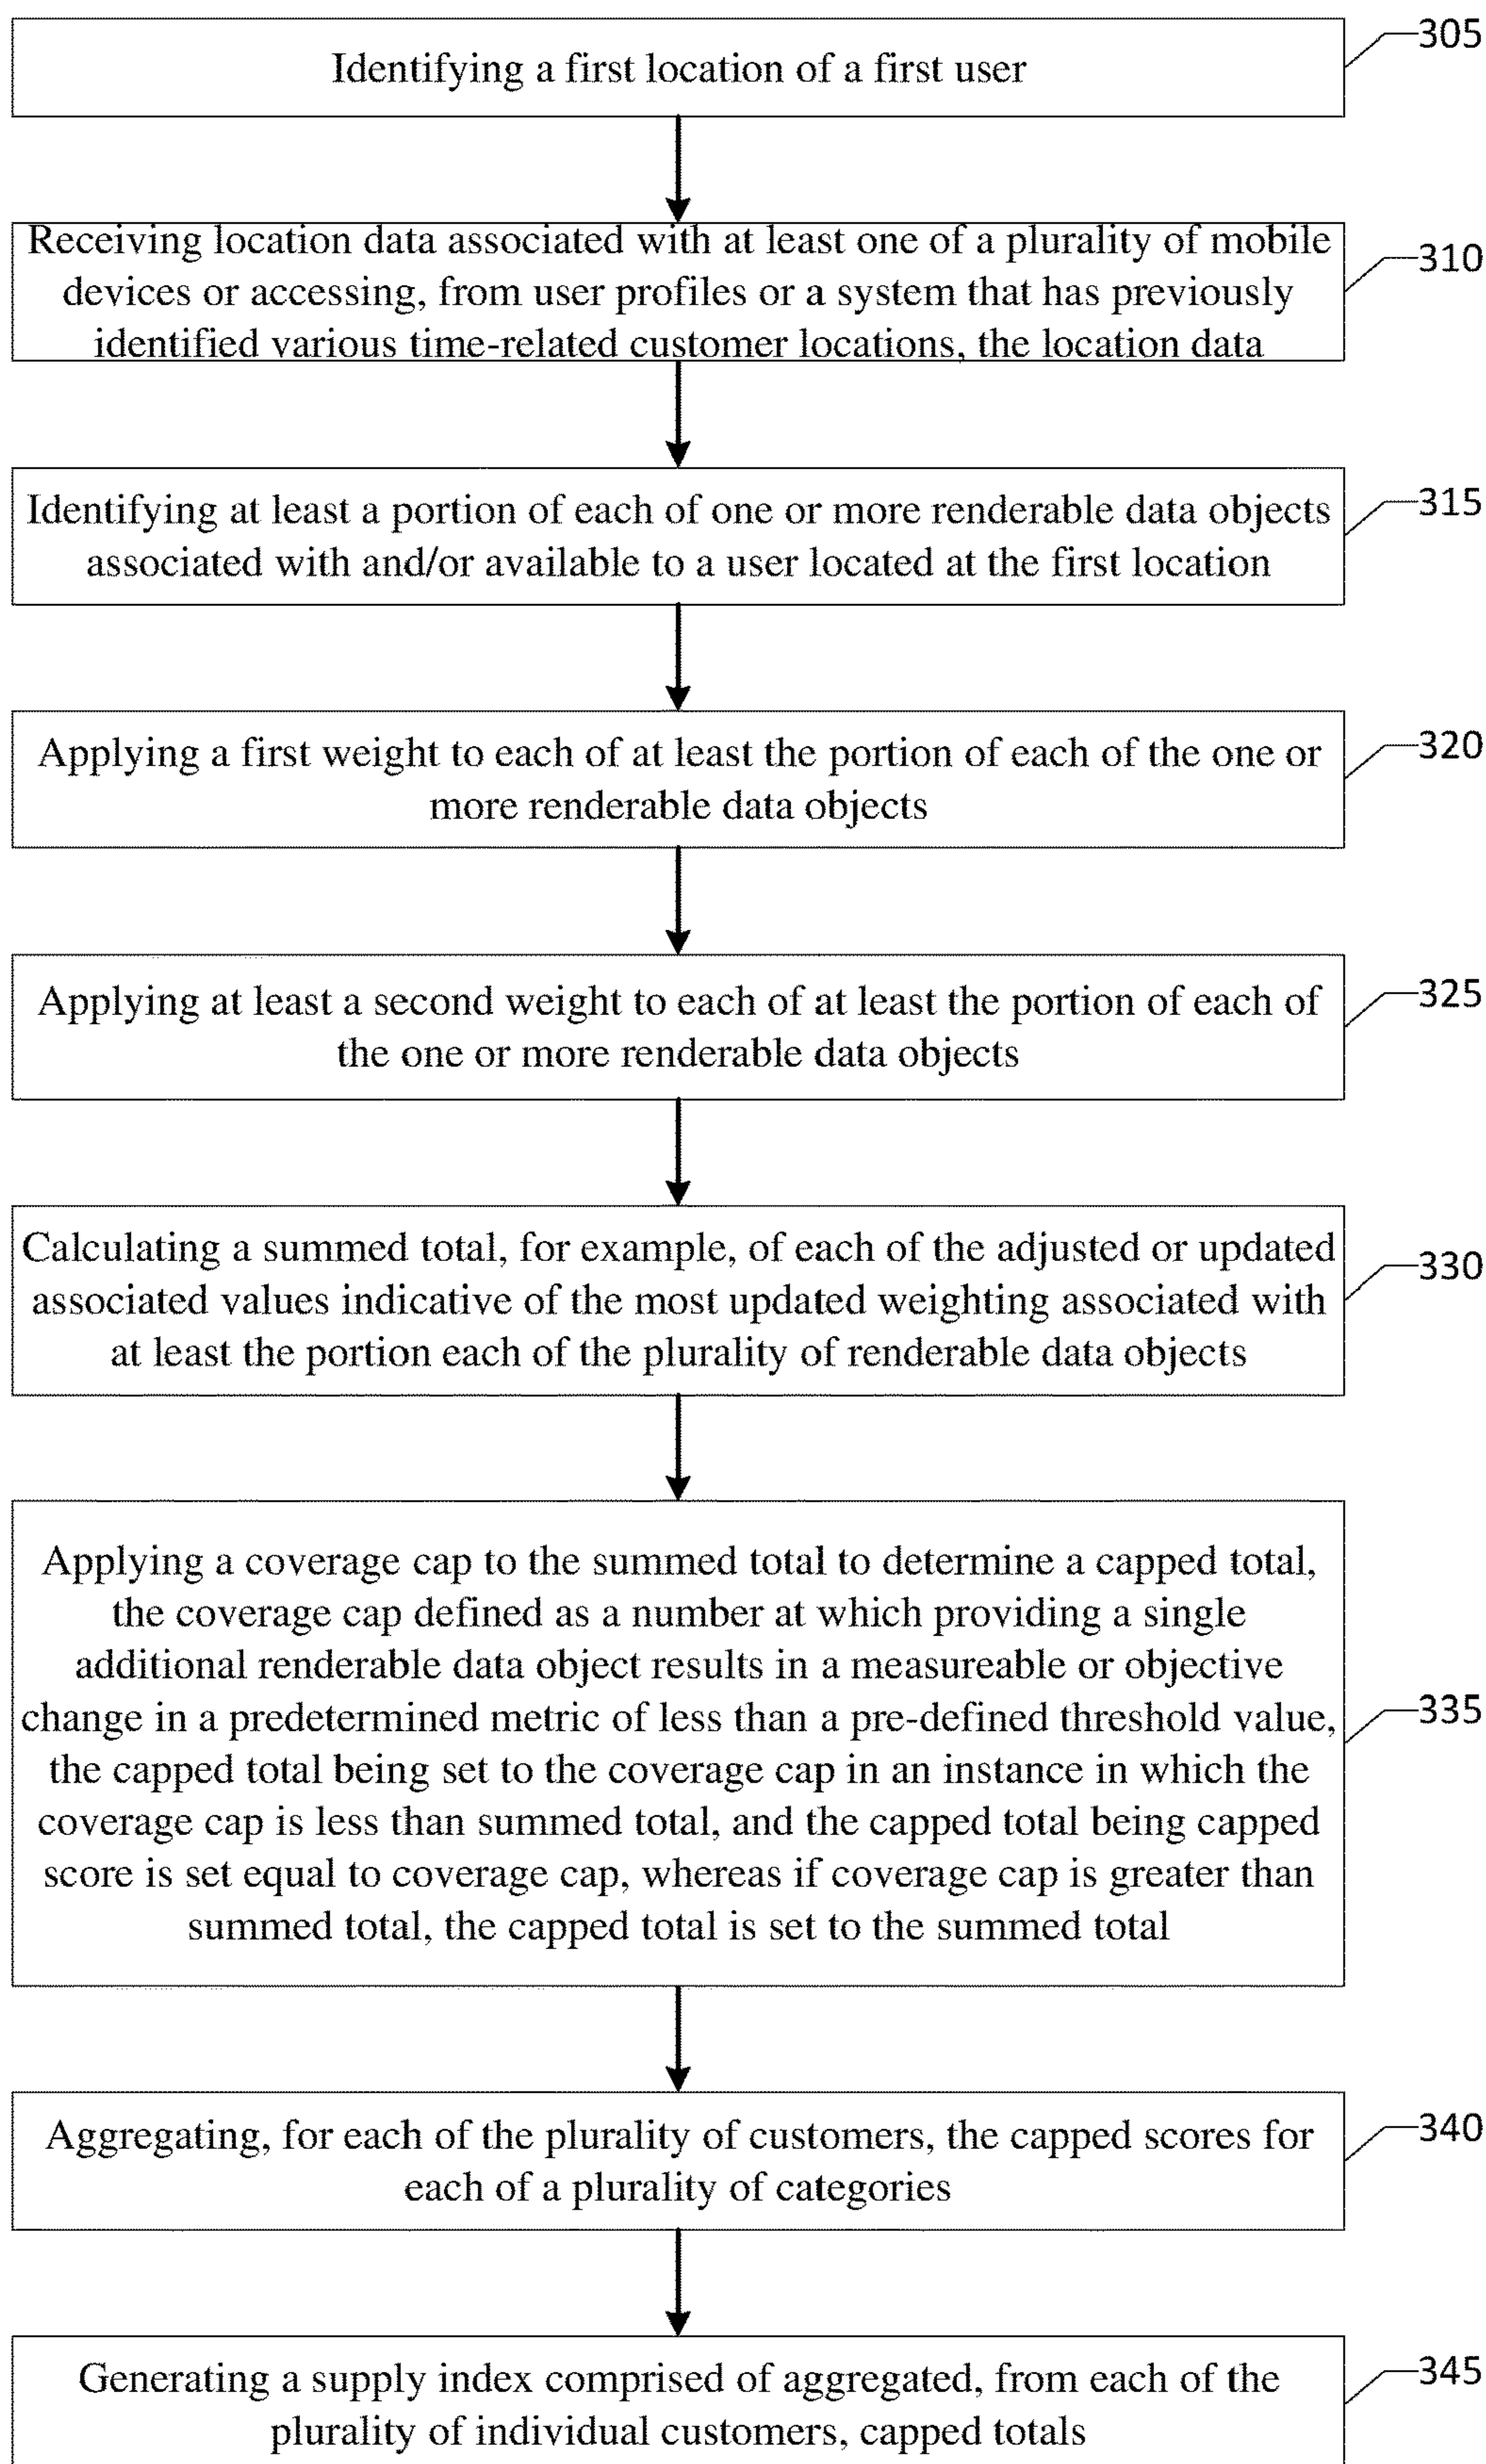 Identifying a first location of a first user
305
Receiving location data associated with at least one of a plurality of mobile
devices or accessing, from user profiles or a system that has previously
identified various time-related customer locations, the location data
310
Identifying at least a portion of each of one or more renderable data objects
associated with and/or available to a user located at the first location
315
Applying a first weight to each of at least the portion of each of the one or
more renderable data objects
320
Applying at least a second weight to each of at least the portion of each of
the one or more renderable data objects
325
Calculating a summed total, for example, of each of the adjusted or updated
associated values indicative of the most updated weighting associated with
at least the portion each of the plurality of renderable data objects
330
Applying a coverage cap to the summed total to determine a capped total,
the coverage cap defined as a number at which providing a single
additional renderable data object results in a measureable or objective
change in a predetermined metric of less than a pre-defined threshold value,
the capped total being set to the coverage cap in an instance in which the
coverage cap is less than summed total, and the capped total being capped
score is set equal to coverage cap, whereas if coverage cap is greater than
summed total, the capped total is set to the summed total
335
Aggregating, for each of the plurality of customers, the capped scores for
each of a plurality of categories
340
Generating a supply index comprised of aggregated, from each of the
plurality of individual customers, capped totals
345